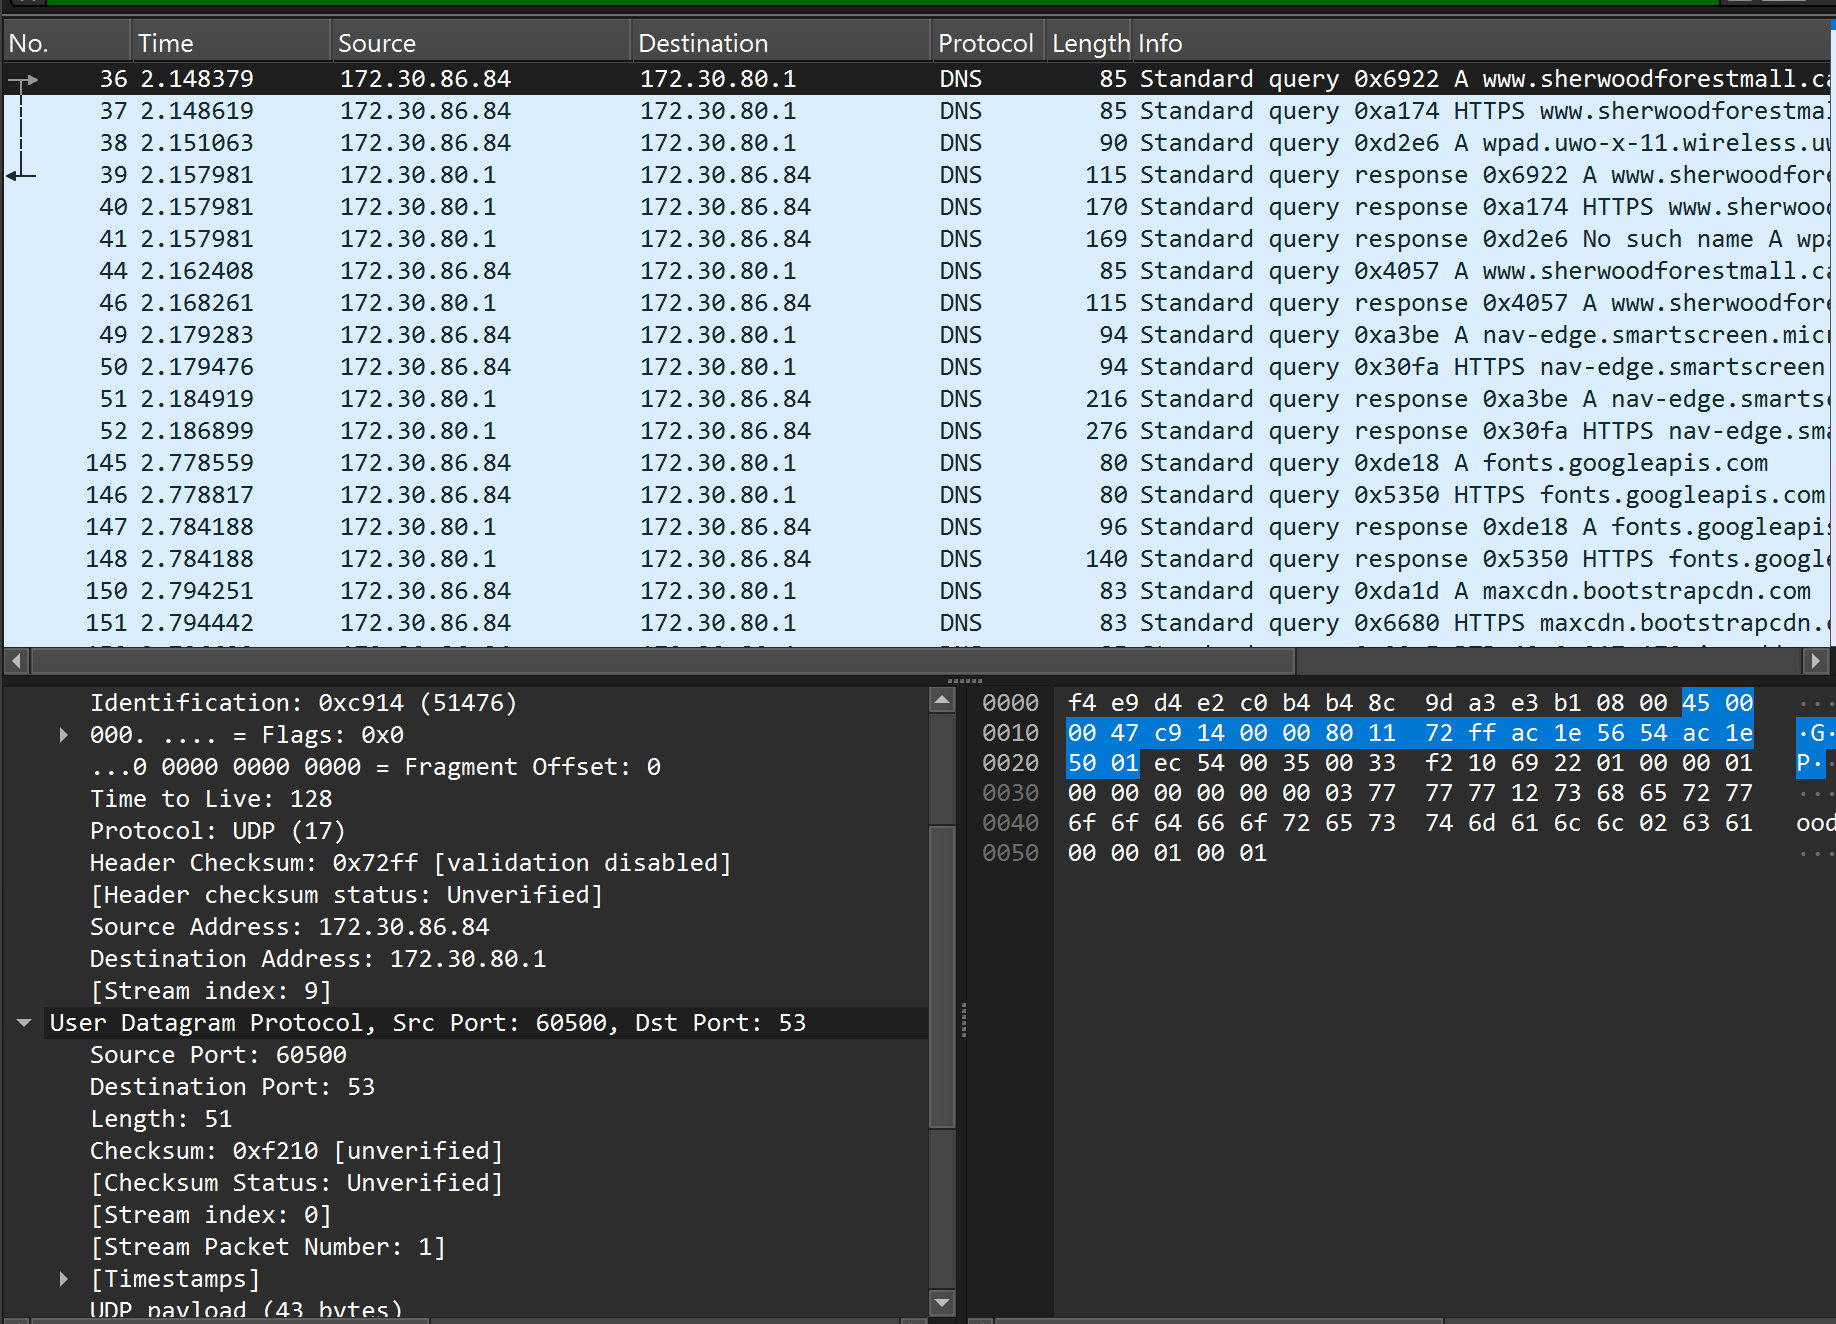 No. Time Source Destination Protocol Length Info
36 2.148379 172.30.86.84 172.30.80.1 DNS 85 Standard query 0x6922 A www.sherwoodforestmall.ca
37 2.148619 172.30.86.84 172.30.80.1 DNS 85 Standard query 0xa174 HTTPS www.sherwoodforestmal
38 2.151063 172.30.86.84 172.30.80.1 DNS 90 Standard query 0xd2e6 A wpad.uwo-x-11.wireless.uw
39 2.157981 172.30.80.1 172.30.86.84 DNS 115 Standard query response 0x6922 A www.sherwoodfore
40 2.157981 172.30.80.1 172.30.86.84 DNS 170 Standard query response 0xa174 HTTPS www.sherwood
41 2.157981 172.30.80.1 172.30.86.84 DNS 169 Standard query response 0xd2e6 No such name A wpa
44 2.162408 172.30.86.84 172.30.80.1 DNS 85 Standard query 0x4057 A www.sherwoodforestmall.ca
46 2.168261 172.30.80.1 172.30.86.84 DNS 115 Standard query response 0x4057 A www.sherwoodfore
49 2.179283 172.30.86.84 172.30.80.1 DNS 94 Standard query 0xa3be A nav-edge.smartscreen.micr
50 2.179476 172.30.86.84 172.30.80.1 DNS 94 Standard query 0x30fa HTTPS nav-edge.smartscreen
51 2.184919 172.30.80.1 172.30.86.84 DNS 216 Standard query response 0xa3be A nav-edge.smartsc
52 2.186899 172.30.80.1 172.30.86.84 DNS 276 Standard query response 0x30fa HTTPS nav-edge.sma
145 2.778559 172.30.86.84 172.30.80.1 DNS 80 Standard query 0xde18 A fonts.googleapis.com
146 2.778817 172.30.86.84 172.30.80.1 DNS 80 Standard query 0x5350 HTTPS fonts.googleapis.com
147 2.784188 172.30.80.1 172.30.86.84 DNS 96 Standard query response 0xde18 A fonts.googleapis
148 2.784188 172.30.80.1 172.30.86.84 DNS 140 Standard query response 0x5350 HTTPS fonts.google
150 2.794251 172.30.86.84 172.30.80.1 DNS 83 Standard query 0xda1d A maxcdn.bootstrapcdn.com
151 2.794442 172.30.86.84 172.30.80.1 DNS 83 Standard query 0x6680 HTTPS maxcdn.bootstrapcdn.c
Identification: 0xc914 (51476)
000. .... = Flags: 0x0
...0 0000 0000 0000 = Fragment Offset: 0
Time to Live: 128
Protocol: UDP (17)
Header Checksum: 0x72ff [validation disabled]
[Header checksum status: Unverified]
Source Address: 172.30.86.84
Destination Address: 172.30.80.1
[Stream index: 9]
User Datagram Protocol, Src Port: 60500, Dst Port: 53
Source Port: 60500
Destination Port: 53
Length: 51
Checksum: 0xf210 [unverified]
[Checksum Status: Unverified]
[Stream index: 0]
[Stream Packet Number: 1]
[Timestamps]
UDP payload (43 bytes)
0000 f4 e9 d4 e2 c0 b4 b4 8c 9d a3 e3 b1 08 00 45 00 ···
0010 00 47 c9 14 00 00 80 11 72 ff ac 1e 56 54 ac 1e ·G·
0020 50 01 ec 54 00 35 00 33 f2 10 69 22 01 00 00 01 P··
0030 00 00 00 00 00 00 03 77 77 77 12 73 68 65 72 77 ···
0040 6f 6f 64 66 6f 72 65 73 74 6d 61 6c 6c 02 63 61 ood
0050 00 00 01 00 01 ···